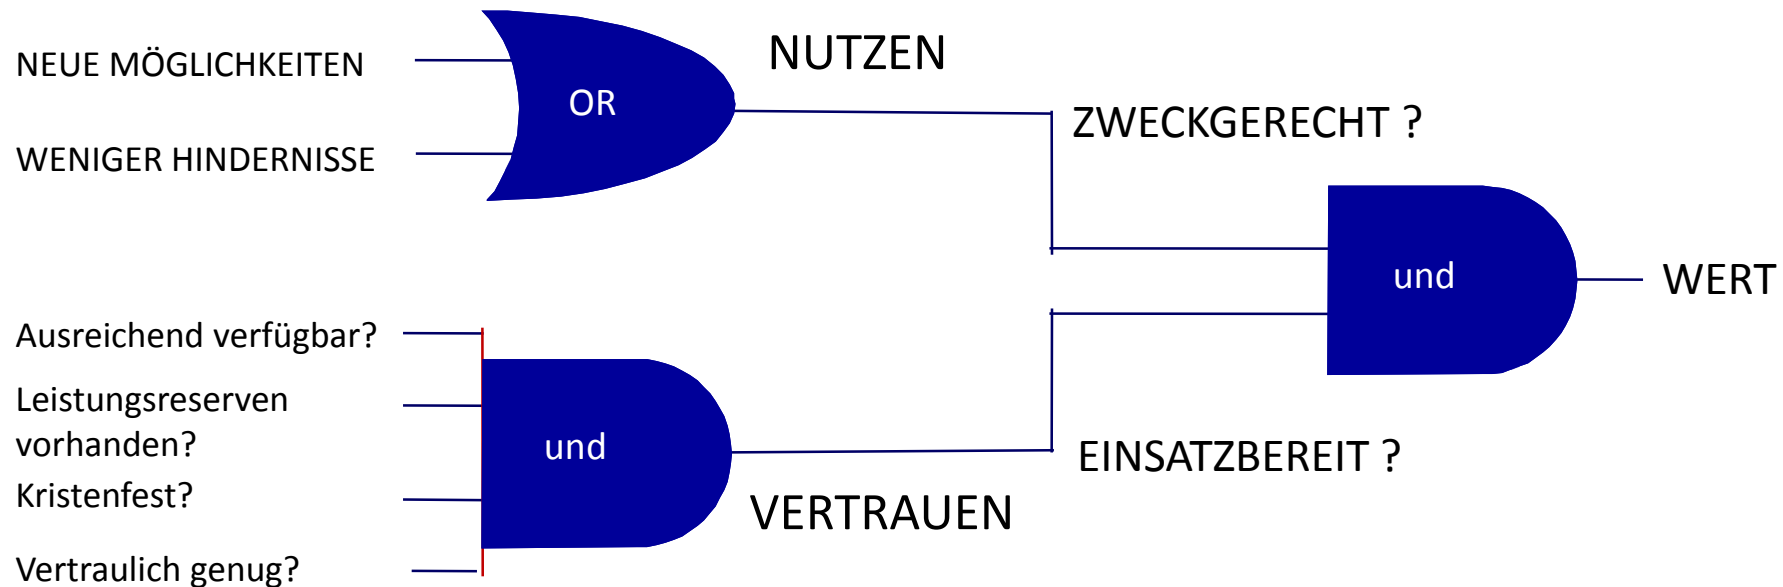 NEUE MÖGLICHKEITEN
WENIGER HINDERNISSE
OR
NUTZEN
ZWECKGERECHT ?
und
WERT
Ausreichend verfügbar?
Leistungsreserven
vorhanden?
Kristenfest?
Vertraulich genug?
und
VERTRAUEN
EINSATZBEREIT ?